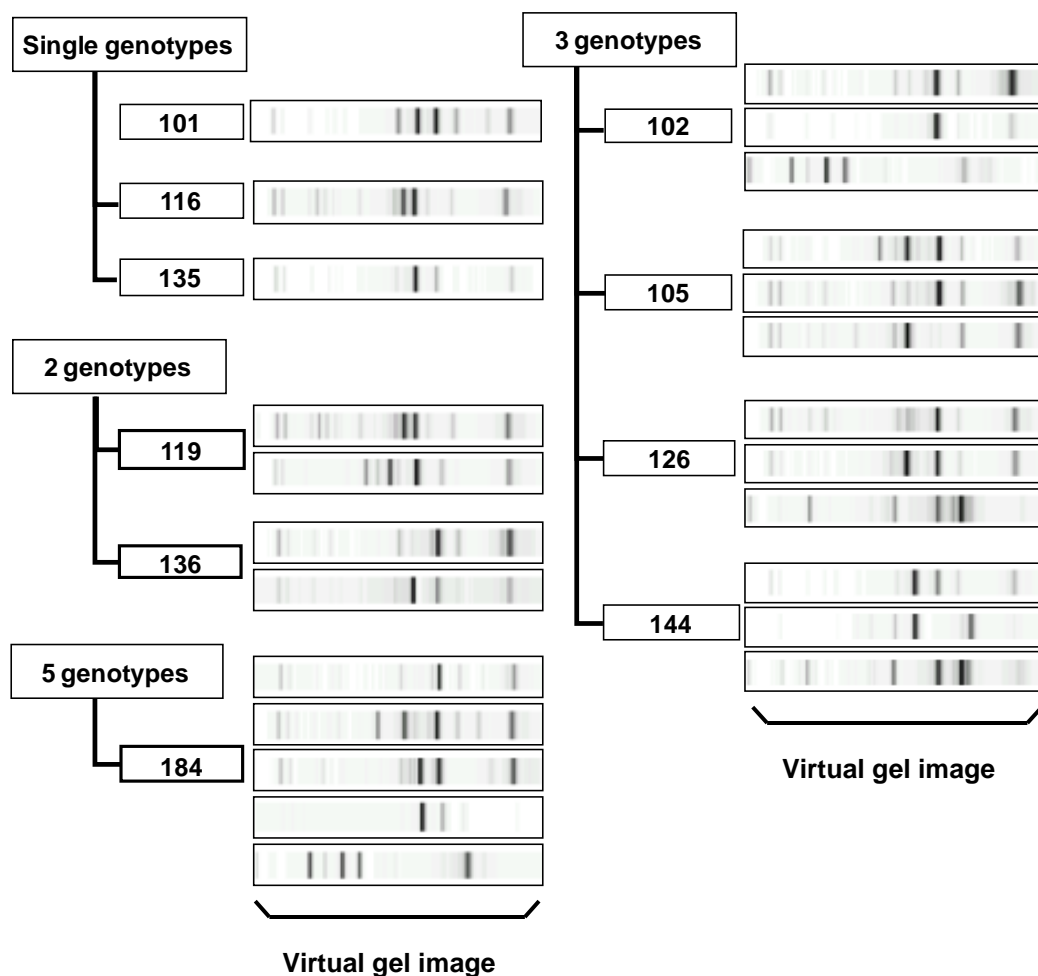 Single genotypes
101
116
135
2 genotypes
119
136
5 genotypes
184
Virtual gel image
3 genotypes
102
105
126
144
Virtual gel image